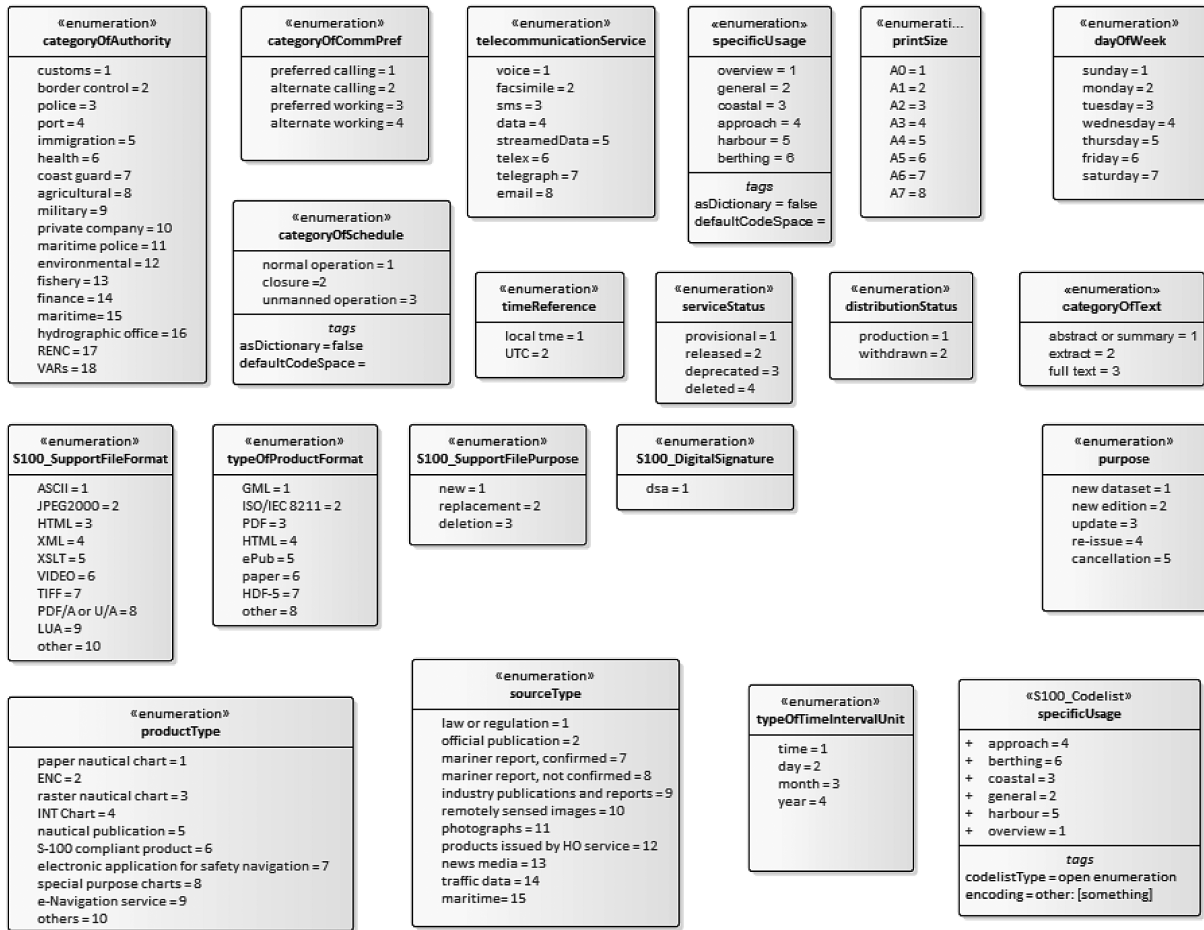 «enumeration»
categoryOfAuthority
customs = 1
border control = 2
police = 3
port = 4
immigration = 5
health = 6
coast guard = 7
agricultural = 8
military = 9
private company = 10
maritime police = 11
environmental = 12
fishery = 13
finance = 14
maritime= 15
hydrographic office = 16
RENC = 17
VARs = 18
«enumeration»
categoryOfCommPref
preferred calling = 1
alternate calling = 2
preferred working = 3
alternate working = 4
«enumeration»
telecommunicationService
voice = 1
facsimile = 2
sms = 3
data = 4
streamedData = 5
telex = 6
telegraph = 7
email = 8
«enumeration»
specificUsage
overview = 1
general = 2
coastal = 3
approach = 4
harbour = 5
berthing = 6
tags
asDictionary = false
defaultCodeSpace =
«enumerati...
printSize
A0 = 1
A1 = 2
A2 = 3
A3 = 4
A4 = 5
A5 = 6
A6 = 7
A7 = 8
«enumeration»
dayOfWeek
sunday = 1
monday = 2
tuesday = 3
wednesday = 4
thursday = 5
friday = 6
saturday = 7
«enumeration»
categoryOfSchedule
normal operation = 1
closure =2
unmanned operation = 3
tags
asDictionary = false
defaultCodeSpace =
«enumeration»
timeReference
local tme = 1
UTC = 2
«enumeration»
serviceStatus
provisional = 1
released = 2
deprecated = 3
deleted = 4
«enumeration»
distributionStatus
production = 1
withdrawn = 2
«enumeration»
categoryOfText
abstract or summary = 1
extract = 2
full text = 3
«enumeration»
S100_SupportFileFormat
ASCII = 1
JPEG2000 = 2
HTML = 3
XML = 4
XSLT = 5
VIDEO = 6
TIFF = 7
PDF/A or U/A = 8
LUA = 9
other = 10
«enumeration»
typeOfProductFormat
GML = 1
ISO/IEC 8211 = 2
PDF = 3
HTML = 4
ePub = 5
paper = 6
HDF-5 = 7
other = 8
«enumeration»
S100_SupportFilePurpose
new = 1
replacement = 2
deletion = 3
«enumeration»
S100_DigitalSignature
dsa = 1
«enumeration»
purpose
new dataset = 1
new edition = 2
update = 3
re-issue = 4
cancellation = 5
«enumeration»
productType
paper nautical chart = 1
ENC = 2
raster nautical chart = 3
INT Chart = 4
nautical publication = 5
S-100 compliant product = 6
electronic application for safety navigation = 7
special purpose charts = 8
e-Navigation service = 9
others = 10
«enumeration»
sourceType
law or regulation = 1
official publication = 2
mariner report, confirmed = 7
mariner report, not confirmed = 8
industry publications and reports = 9
remotely sensed images = 10
photographs = 11
products issued by HO service = 12
news media = 13
traffic data = 14
maritime= 15
«enumeration»
typeOfTimeIntervalUnit
time = 1
day = 2
month = 3
year = 4
«S100_Codelist»
specificUsage
+ approach = 4
+ berthing = 6
+ coastal = 3
+ general = 2
+ harbour = 5
+ overview = 1
tags
codelistType = open enumeration
encoding = other: [something]